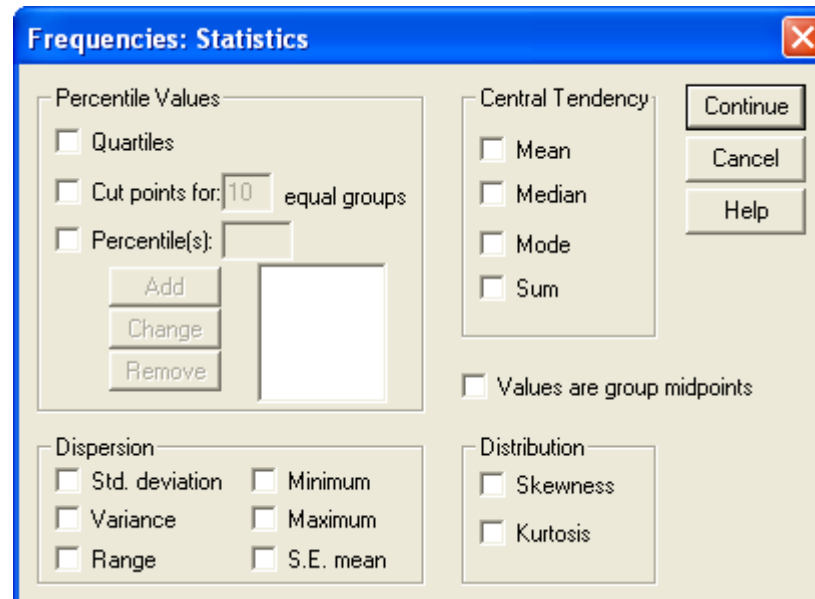 Frequencies: Statistics
Percentile Values
Quartiles
Cut points for: 10 equal groups
Percentile(s):
Add
Change
Remove
Central Tendency
Mean
Median
Mode
Sum
Continue
Cancel
Help
Values are group midpoints
Dispersion
Std. deviation
Minimum
Variance
Maximum
Range
S.E. mean
Distribution
Skewness
Kurtosis